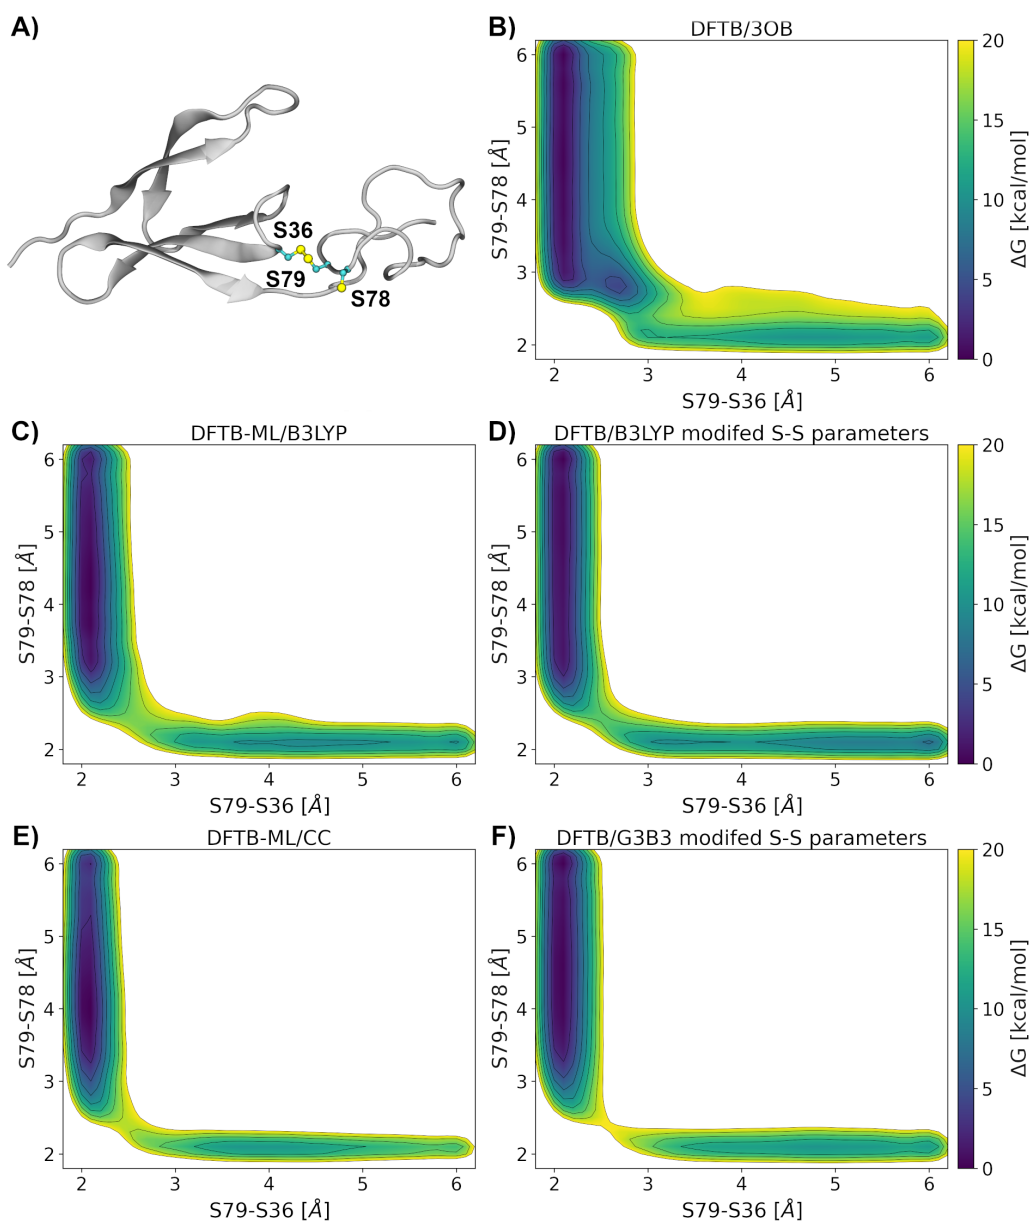 A)
S36
S79
S78
B)
DFTB/3OB
6
5
4
3
2
2 3 4 5 6
S79-S78 [Å]
S79-S36 [Å]
20
15
10
5
0
ΔG [kcal/mol]
C)
DFTB-ML/B3LYP
6
5
4
3
2
2 3 4 5 6
S79-S78 [Å]
S79-S36 [Å]
D)
DFTB/B3LYP modifed S-S parameters
6
5
4
3
2
2 3 4 5 6
S79-S78 [Å]
S79-S36 [Å]
20
15
10
5
0
ΔG [kcal/mol]
E)
DFTB-ML/CC
6
5
4
3
2
2 3 4 5 6
S79-S78 [Å]
S79-S36 [Å]
F)
DFTB/G3B3 modifed S-S parameters
6
5
4
3
2
2 3 4 5 6
S79-S78 [Å]
S79-S36 [Å]
20
15
10
5
0
ΔG [kcal/mol]